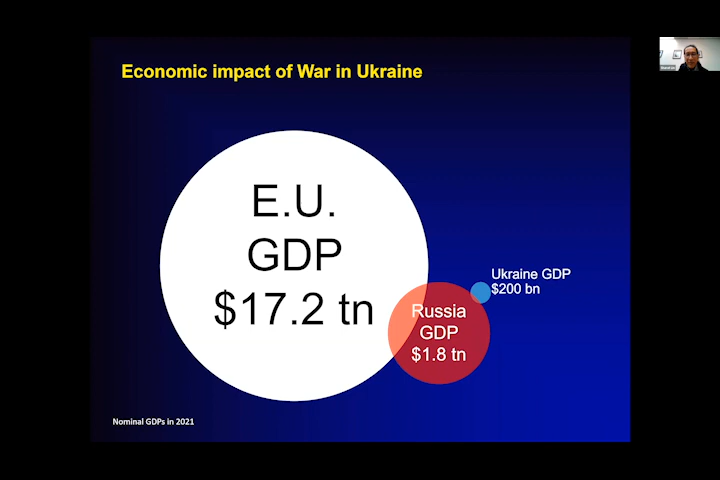 Economic impact of War in Ukraine
E.U.
GDP
$17.2 tn
Ukraine GDP
$200 bn
Russia
GDP
$1.8 tn
Nominal GDPs in 2021